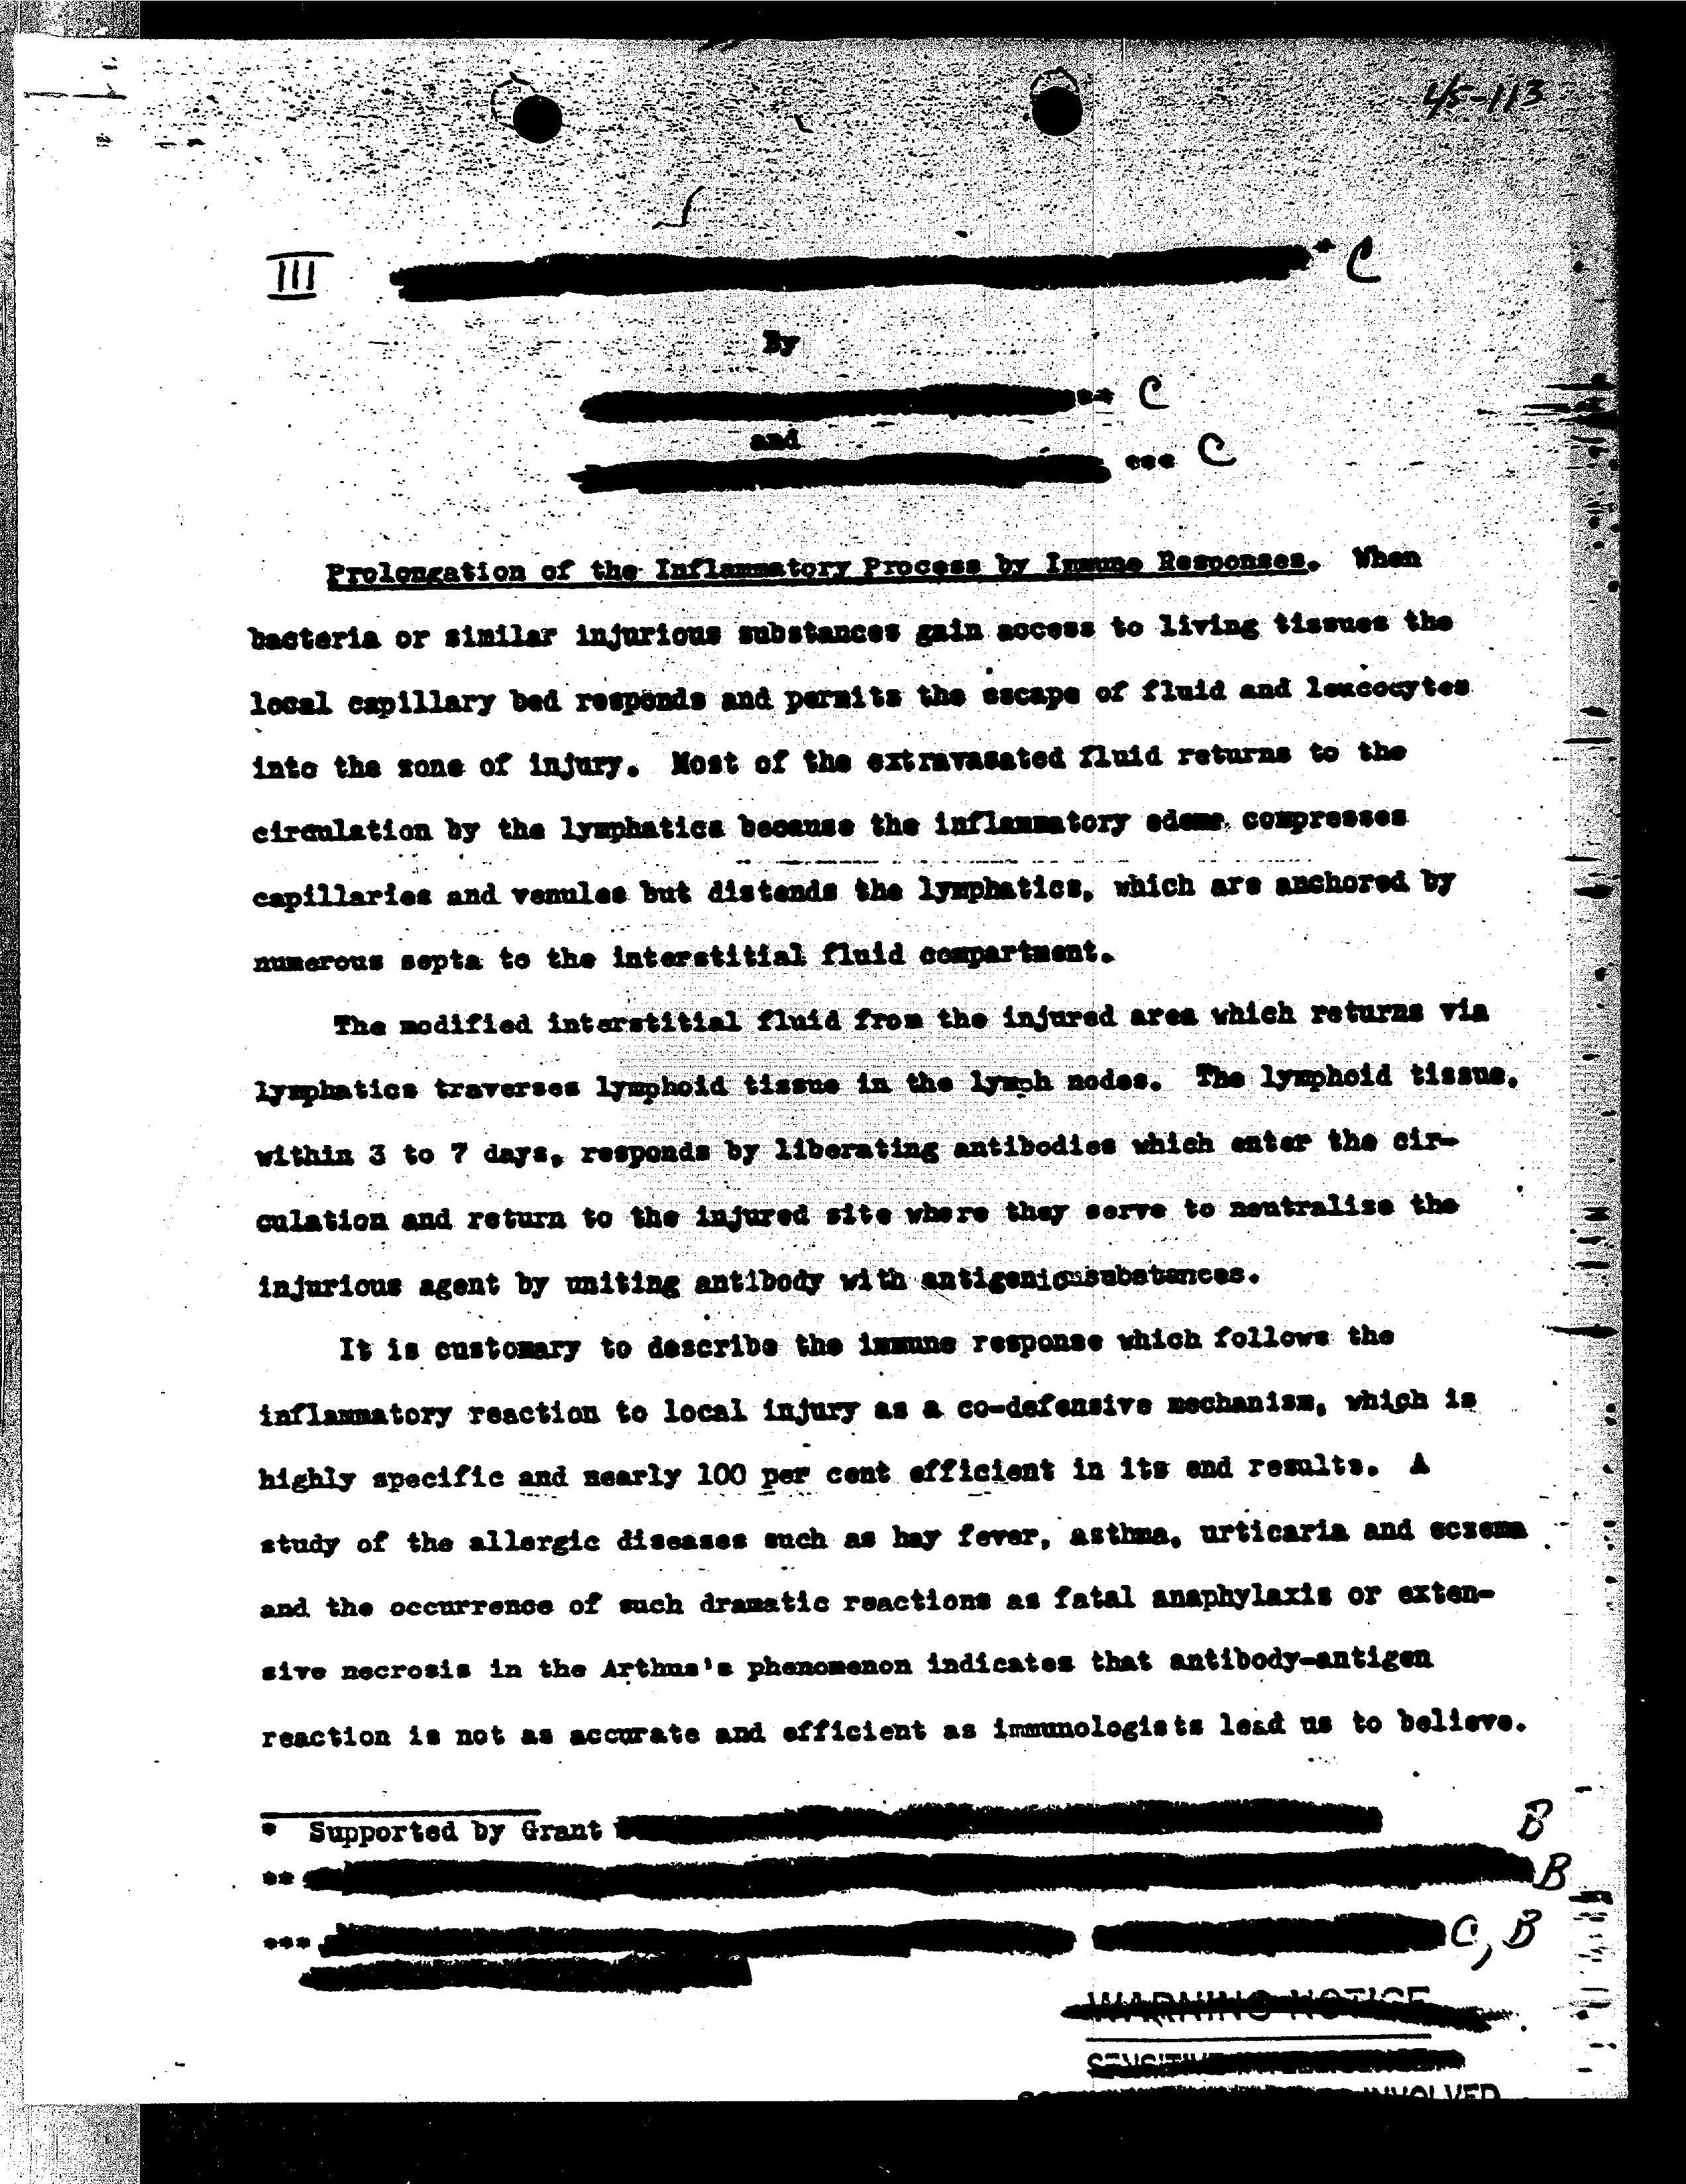 45-113
III * C
By
** C
and
*** C
Prolongation of the Inflammatory Process by Immune Responses. When
bacteria or similar injurious substances gain access to living tissues the
local capillary bed responds and permits the escape of fluid and leucocytes
into the zone of injury. Most of the extravasated fluid returns to the
circulation by the lymphatics because the inflammatory edema compresses
capillaries and venules but distends the lymphatics, which are anchored by
numerous septa to the interstitial fluid compartment.
The modified interstitial fluid from the injured area which returns via
lymphatics traverses lymphoid tissue in the lymph nodes. The lymphoid tissue,
within 3 to 7 days, responds by liberating antibodies which enter the cir-
culation and return to the injured site where they serve to neutralize the
injurious agent by uniting antibody with antigenic substances.
It is customary to describe the immune response which follows the
inflammatory reaction to local injury as a co-defensive mechanism, which is
highly specific and nearly 100 per cent efficient in its end results. A
study of the allergic diseases such as hay fever, asthma, urticaria and eczema
and the occurrence of such dramatic reactions as fatal anaphylaxis or exten-
sive necrosis in the Arthus's phenomenon indicates that antibody-antigen
reaction is not as accurate and efficient as immunologists lead us to believe.
* Supported by Grant B
** B
*** C, B
WARNING NOTICE
SENSITIVE
INVOLVED